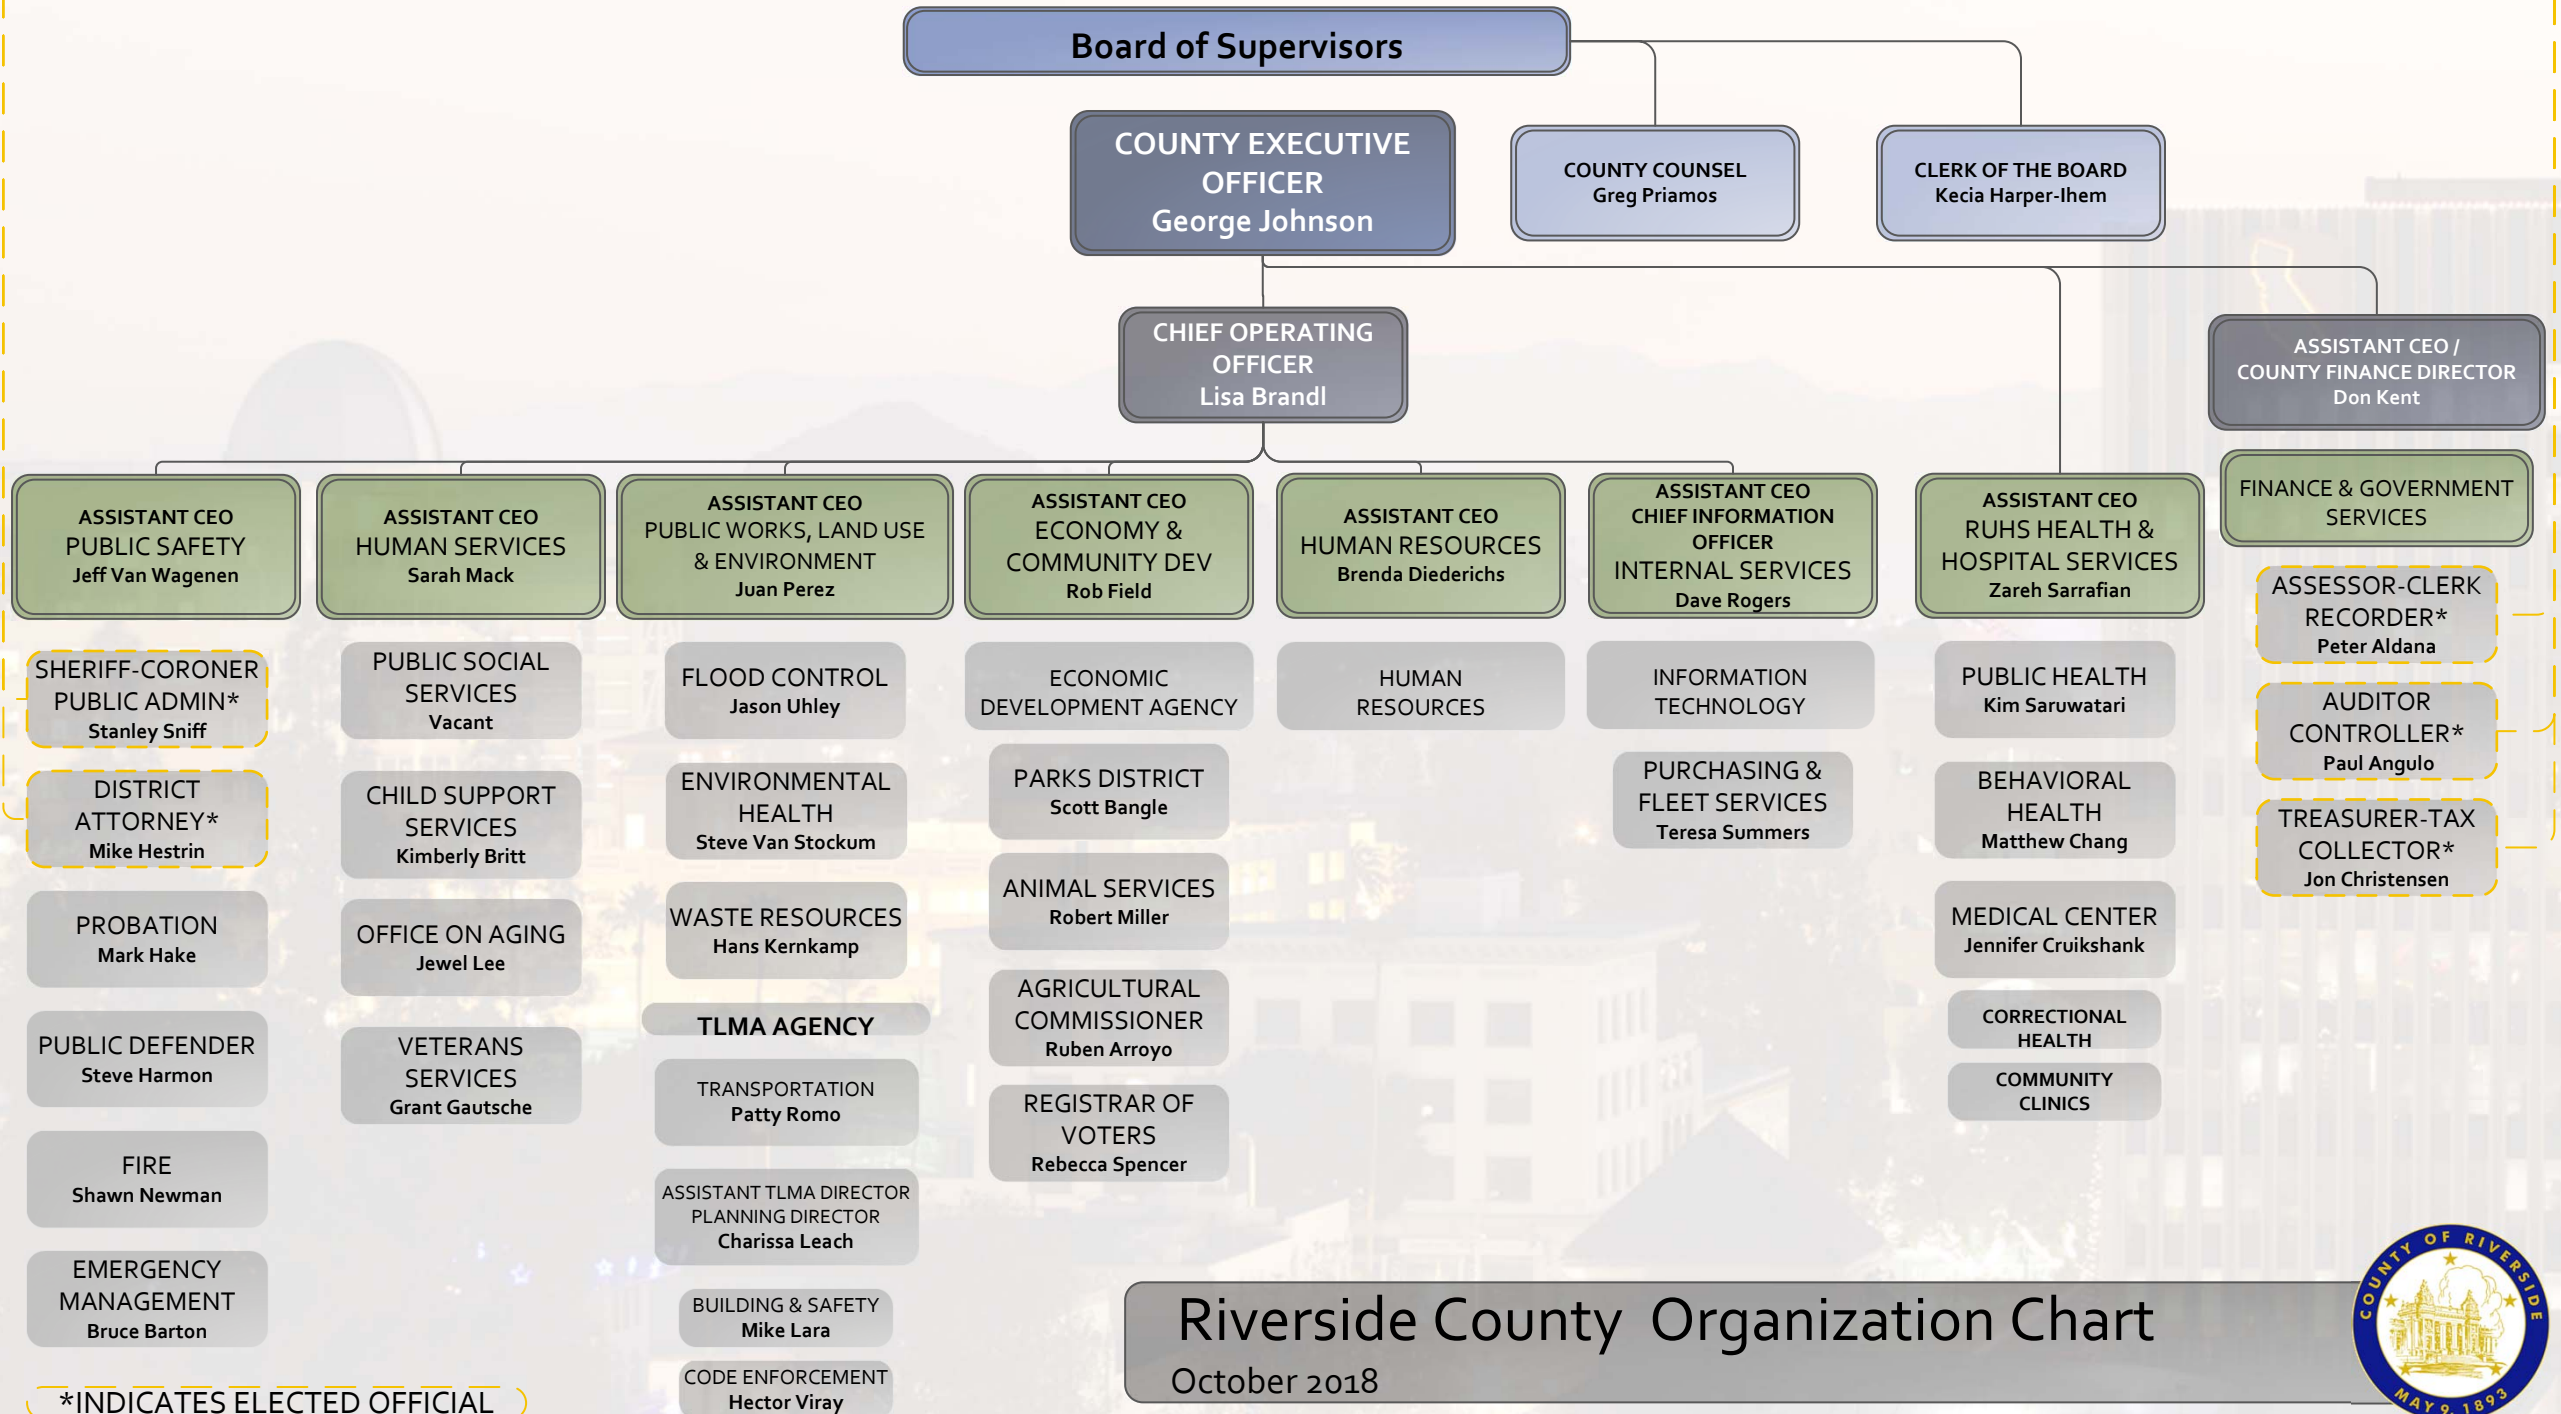 Board of Supervisors
COUNTY EXECUTIVE
OFFICER
George Johnson
COUNTY COUNSEL
Greg Priamos
CLERK OF THE BOARD
Kecia Harper-Ihem
CHIEF OPERATING
OFFICER
Lisa Brandl
ASSISTANT CEO /
COUNTY FINANCE DIRECTOR
Don Kent
ASSISTANT CEO
PUBLIC SAFETY
Jeff Van Wagenen
SHERIFF-CORONER
PUBLIC ADMIN*
Stanley Sniff
DISTRICT
ATTORNEY*
Mike Hestrin
PROBATION
Mark Hake
PUBLIC DEFENDER
Steve Harmon
FIRE
Shawn Newman
EMERGENCY
MANAGEMENT
Bruce Barton
ASSISTANT CEO
HUMAN SERVICES
Sarah Mack
PUBLIC SOCIAL
SERVICES
Vacant
CHILD SUPPORT
SERVICES
Kimberly Britt
OFFICE ON AGING
Jewel Lee
VETERANS
SERVICES
Grant Gautsche
ASSISTANT CEO
PUBLIC WORKS, LAND USE
& ENVIRONMENT
Juan Perez
FLOOD CONTROL
Jason Uhley
ENVIRONMENTAL
HEALTH
Steve Van Stockum
WASTE RESOURCES
Hans Kernkamp
TLMA AGENCY
TRANSPORTATION
Patty Romo
ASSISTANT TLMA DIRECTOR
PLANNING DIRECTOR
Charissa Leach
BUILDING & SAFETY
Mike Lara
CODE ENFORCEMENT
Hector Viray
ASSISTANT CEO
ECONOMY &
COMMUNITY DEV
Rob Field
ECONOMIC
DEVELOPMENT AGENCY
PARKS DISTRICT
Scott Bangle
ANIMAL SERVICES
Robert Miller
AGRICULTURAL
COMMISSIONER
Ruben Arroyo
REGISTRAR OF
VOTERS
Rebecca Spencer
ASSISTANT CEO
HUMAN RESOURCES
Brenda Diederichs
HUMAN
RESOURCES
ASSISTANT CEO
CHIEF INFORMATION
OFFICER
INTERNAL SERVICES
Dave Rogers
INFORMATION
TECHNOLOGY
PURCHASING &
FLEET SERVICES
Teresa Summers
ASSISTANT CEO
RUHS HEALTH &
HOSPITAL SERVICES
Zareh Sarrafian
PUBLIC HEALTH
Kim Saruwatari
BEHAVIORAL
HEALTH
Matthew Chang
MEDICAL CENTER
Jennifer Cruikshank
CORRECTIONAL
HEALTH
COMMUNITY
CLINICS
FINANCE & GOVERNMENT
SERVICES
ASSESSOR-CLERK
RECORDER*
Peter Aldana
AUDITOR
CONTROLLER*
Paul Angulo
TREASURER-TAX
COLLECTOR*
Jon Christensen
*INDICATES ELECTED OFFICIAL
Riverside County Organization Chart
October 2018
COUNTY OF RIVERSIDE
MAY 9, 1893